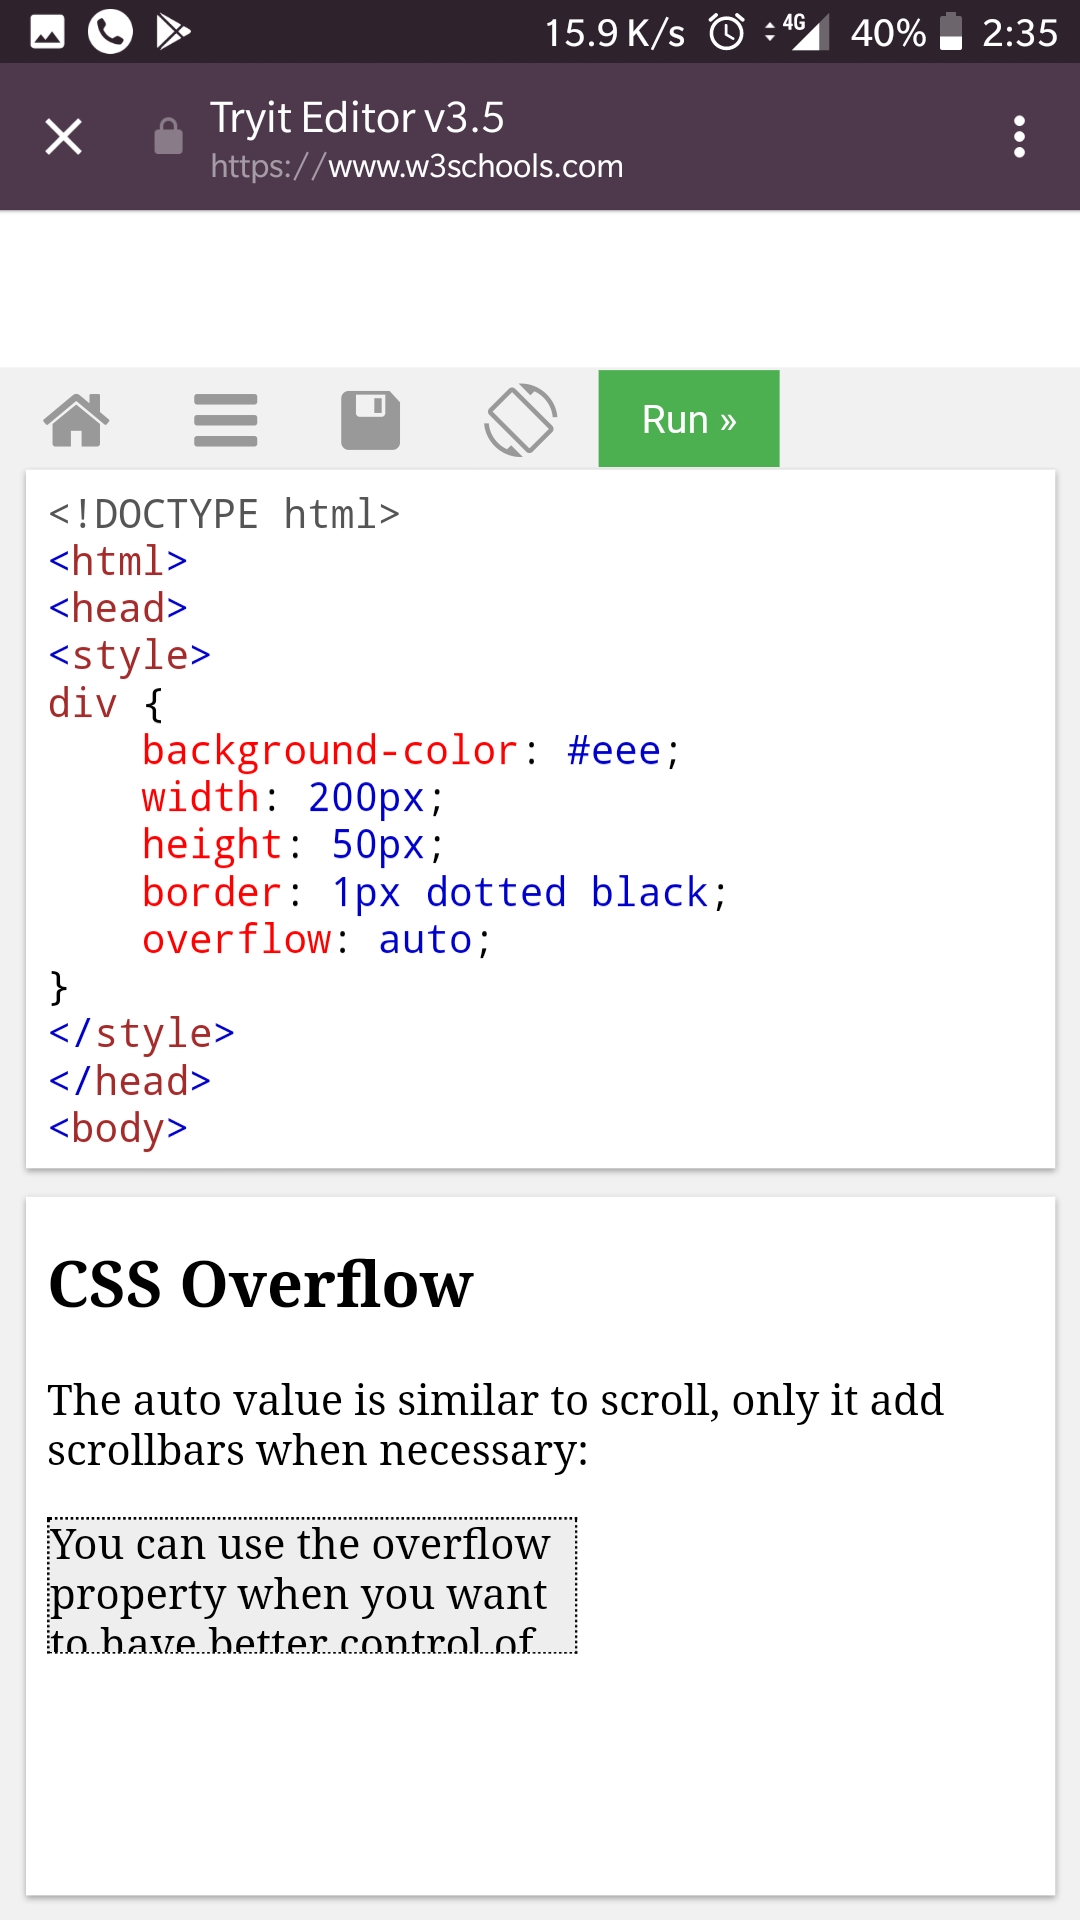 15.9 K/s 4G 40% 2:35
Tryit Editor v3.5
https://www.w3schools.com
Run »
<!DOCTYPE html>
<html>
<head>
<style>
div {
    background-color: #eee;
    width: 200px;
    height: 50px;
    border: 1px dotted black;
    overflow: auto;
}
</style>
</head>
<body>
CSS Overflow
The auto value is similar to scroll, only it add
scrollbars when necessary:
You can use the overflow
property when you want
to have better control of